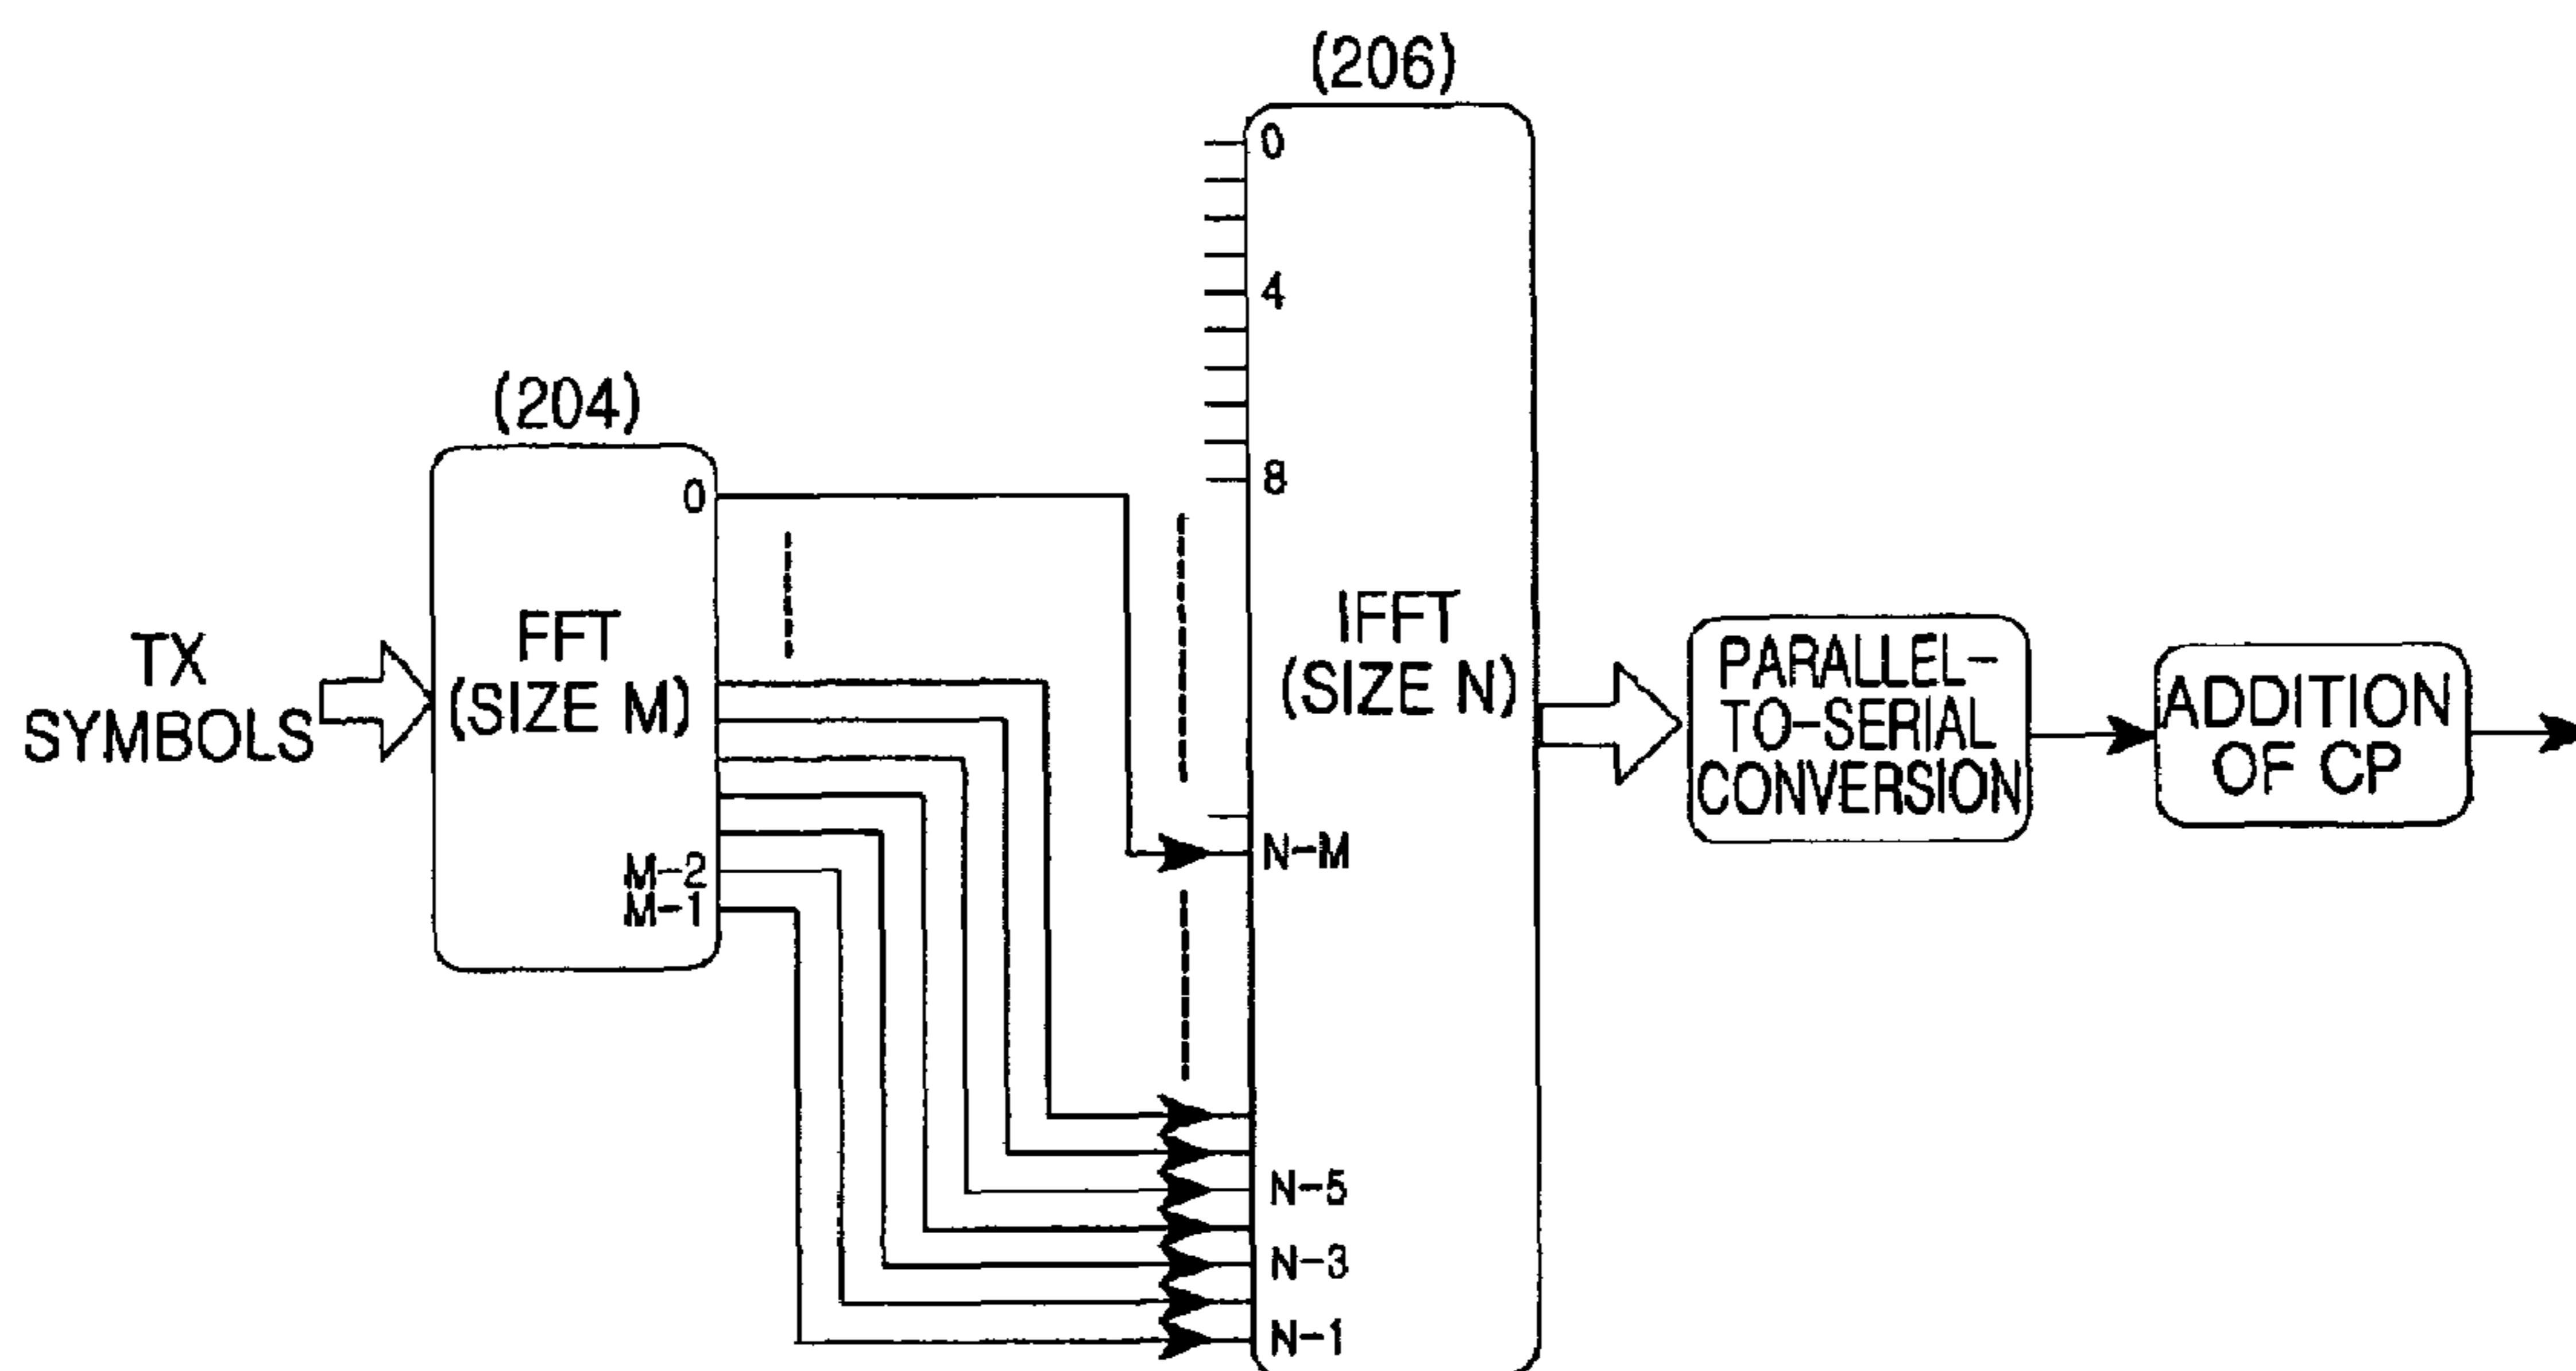 (206)
0
4
8
(204)
0
TX
SYMBOLS
FFT
(SIZE M)
M-2
M-1
IFFT
(SIZE N)
N-M
N-5
N-3
N-1
PARALLEL-
TO-SERIAL
CONVERSION
ADDITION
OF CP